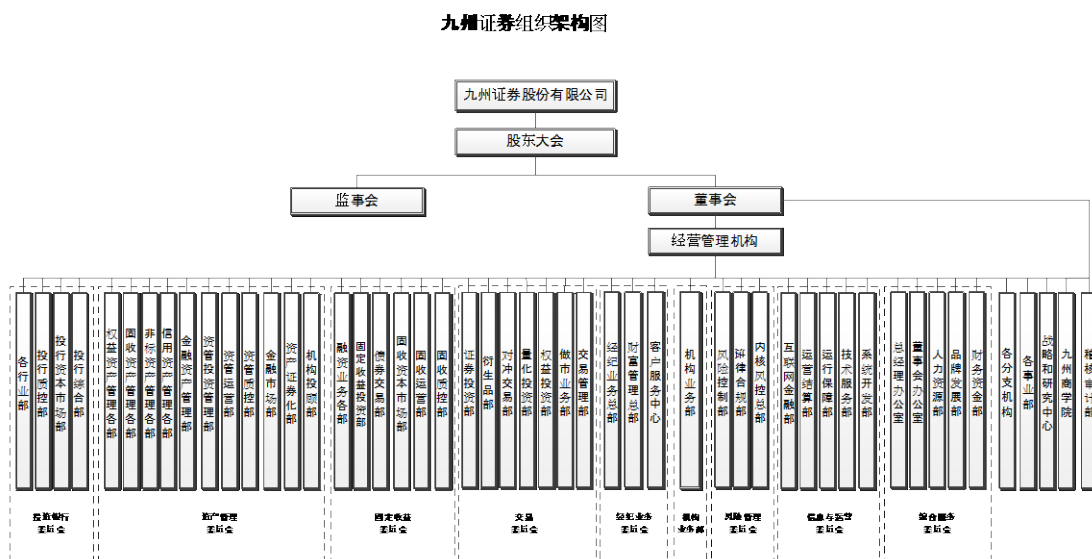 九州证券组织架构图
九州证券股份有限公司
股东大会
监事会
董事会
经营管理机构
各行业部
投行质控部
投行资本市场部
投行综合部
权益资产管理各部
固收资产管理各部
非标资产管理各部
信用资产管理各部
金融资产管理部
资管投资管理部
资管运营部
资管质控部
金融市场部
资产证券化部
机构投顾部
融资业务各部
固定收益投资部
债券交易部
固收资本市场部
固收运营部
固收质控部
证券投资部
衍生品部
对冲交易部
量化投资部
权益投资部
做市业务部
交易管理部
经纪业务总部
财富管理总部
客户服务中心
机构业务部
风险控制部
法律合规部
内核风控总部
互联网金融部
运营结算部
运行保障部
技术服务部
系统开发部
总经理办公室
董事会办公室
人力资源部
品牌发展部
财务资金部
各分支机构
各事业部
战略和研究中心
九州商学院
稽核审计部
投资银行
委员会
资产管理
委员会
固定收益
委员会
交易
委员会
经纪业务
委员会
机构
业务部
风险管理
委员会
信息与运营
委员会
综合服务
委员会